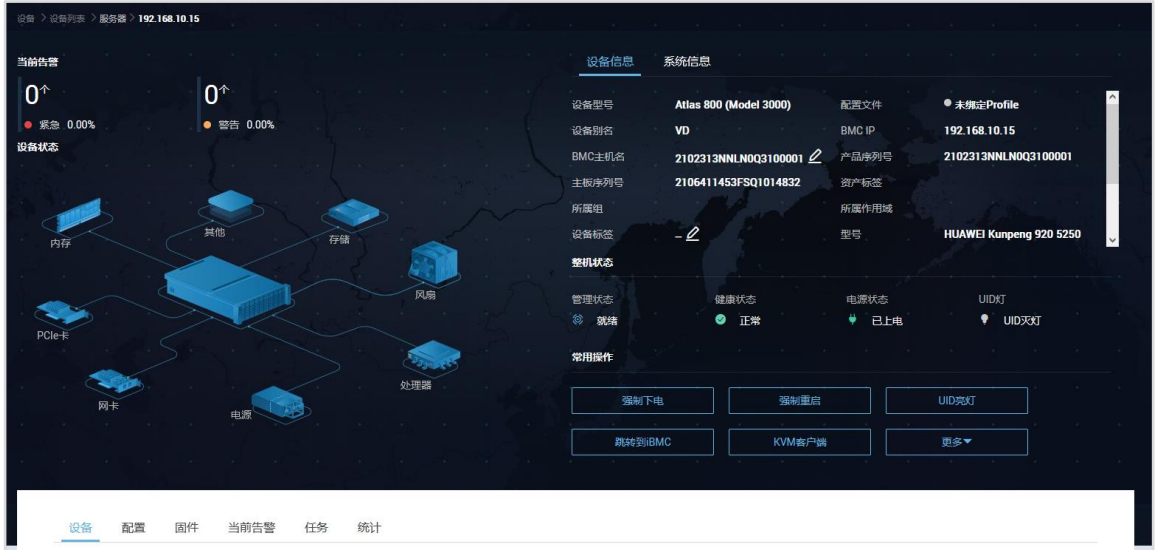 设备 > 设备列表 > 服务器 > 192.168.10.15
当前告警
0个
0个
紧急 0.00%
警告 0.00%
设备状态
内存
其他
存储
风扇
PCIe卡
处理器
网卡
电源
设备信息 系统信息
设备型号 Atlas 800 (Model 3000) 配置文件 未绑定Profile
设备别名 VD BMC IP 192.168.10.15
BMC主机名 2102313NNLN0Q3100001 产品序列号 2102313NNLN0Q3100001
主板序列号 2106411453FSQ1014832 资产标签
所属组 所属作用域
设备标签 -- 型号 HUAWEI Kunpeng 920 5250
整机状态
管理状态 健康状态 电源状态 UID灯
就绪 正常 已上电 UID灭灯
常用操作
强制下电 强制重启 UID亮灯
跳转到iBMC KVM客户端 更多
设备 配置 固件 当前告警 任务 统计